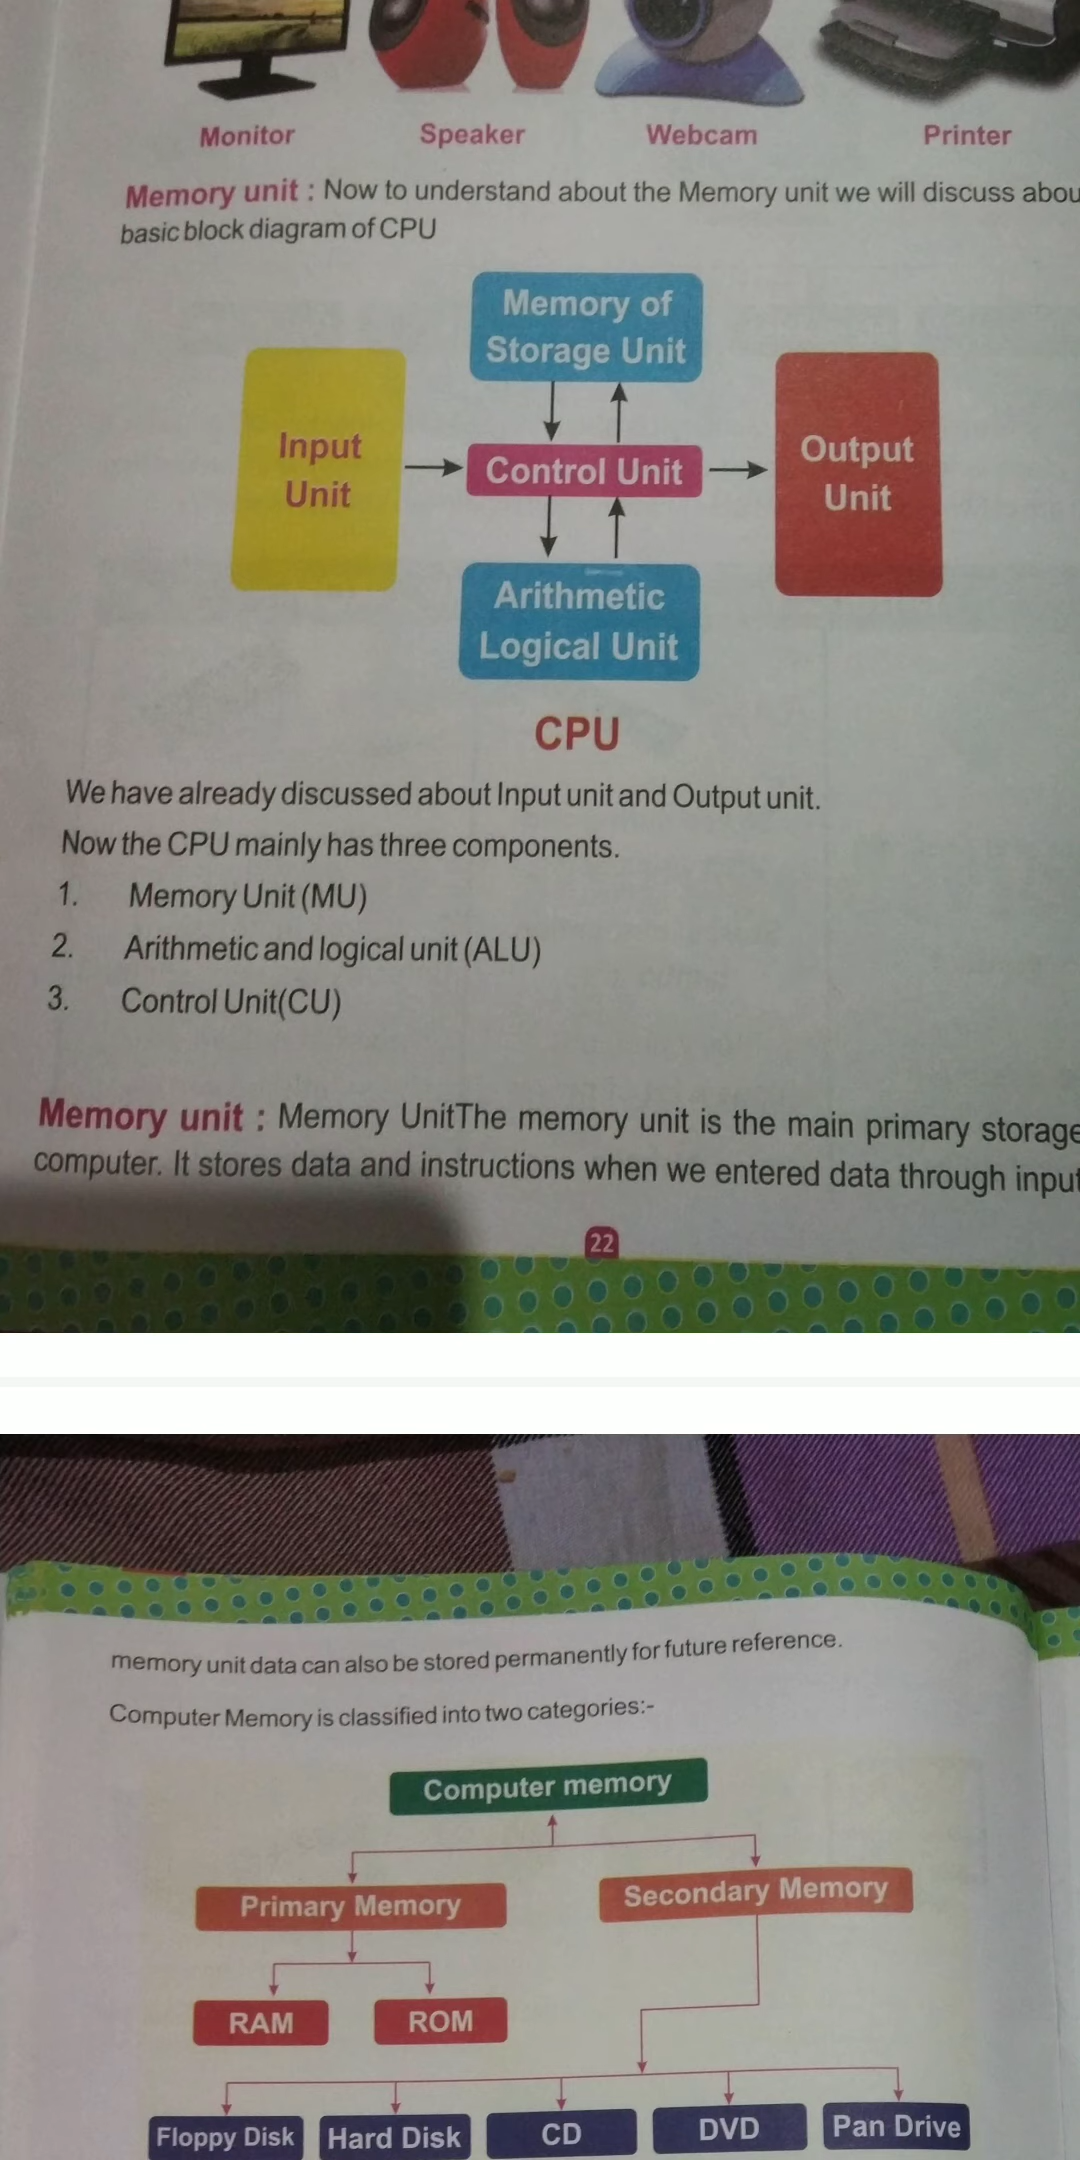 Monitor Speaker Webcam Printer
Memory unit : Now to understand about the Memory unit we will discuss abou
basic block diagram of CPU
Memory of
Storage Unit
Input
Unit
Control Unit
Output
Unit
Arithmetic
Logical Unit
CPU
We have already discussed about Input unit and Output unit.
Now the CPU mainly has three components.
1. Memory Unit (MU)
2. Arithmetic and logical unit (ALU)
3. Control Unit(CU)
Memory unit : Memory UnitThe memory unit is the main primary storage
computer. It stores data and instructions when we entered data through input
22
memory unit data can also be stored permanently for future reference.
Computer Memory is classified into two categories:-
Computer memory
Primary Memory Secondary Memory
RAM ROM
Floppy Disk Hard Disk CD DVD Pan Drive